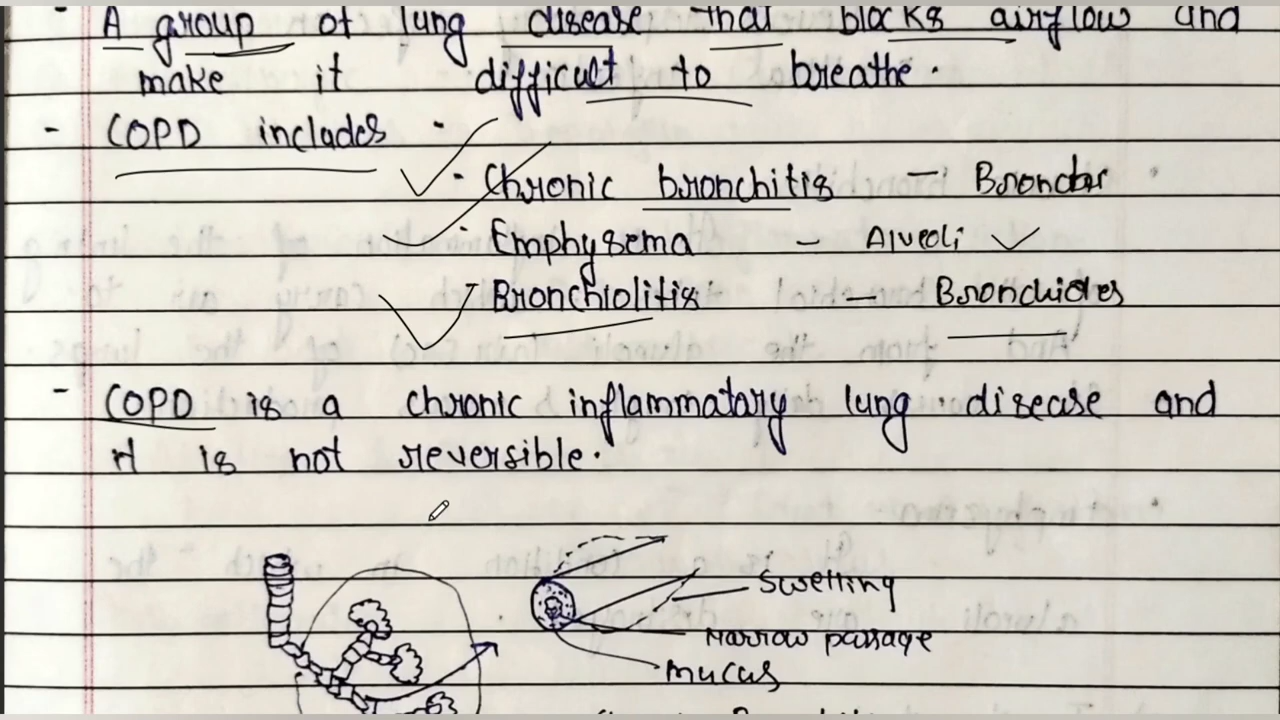 - A group of lung disease that blocks airflow and
make it difficult to breathe.
- COPD includes -
· Chronic bronchitis - Bronchi
· Emphysema - Alveoli
Bronchiolitis - Bronchioles
- COPD is a chronic inflammatory lung disease and
it is not reversible.
Swelling
Narrow passage
Mucus